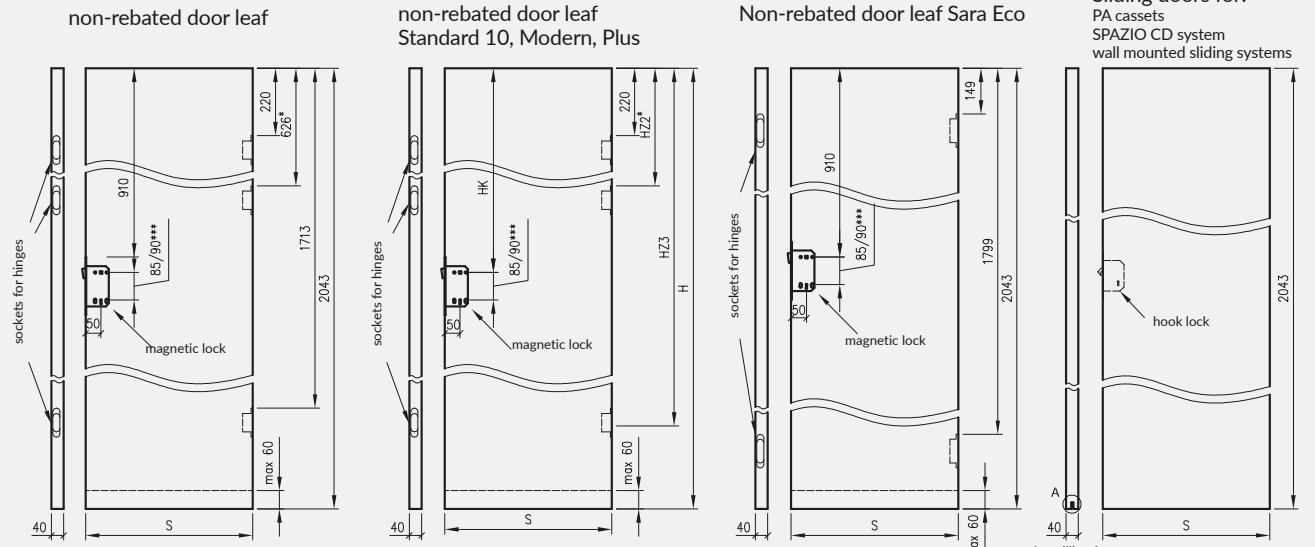 non-rebated door leaf
220
626*
910
85/90***
1713
2043
sockets for hinges
50
magnetic lock
max 60
40
S
non-rebated door leaf
Standard 10, Modern, Plus
220
HZ2*
HK
85/90***
HZ3
H
sockets for hinges
50
magnetic lock
max 60
40
S
Non-rebated door leaf Sara Eco
149
910
85/90***
1799
2043
sockets for hinges
50
magnetic lock
max 60
40
S
PA cassets
SPAZIO CD system
wall mounted sliding systems
2043
hook lock
A
40
S